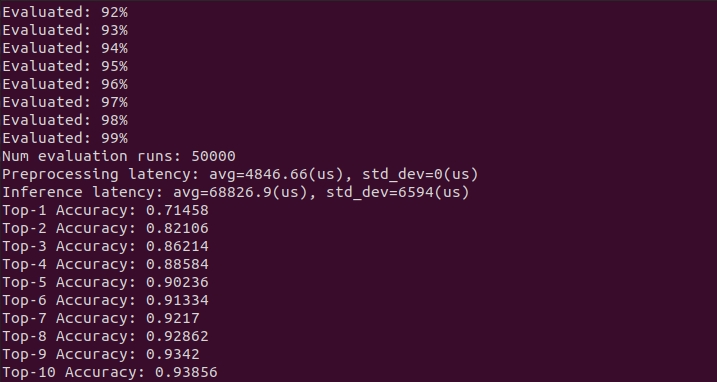 Evaluated: 92%
Evaluated: 93%
Evaluated: 94%
Evaluated: 95%
Evaluated: 96%
Evaluated: 97%
Evaluated: 98%
Evaluated: 99%
Num evaluation runs: 50000
Preprocessing latency: avg=4846.66(us), std_dev=0(us)
Inference latency: avg=68826.9(us), std_dev=6594(us)
Top-1 Accuracy: 0.71458
Top-2 Accuracy: 0.82106
Top-3 Accuracy: 0.86214
Top-4 Accuracy: 0.88584
Top-5 Accuracy: 0.90236
Top-6 Accuracy: 0.91334
Top-7 Accuracy: 0.9217
Top-8 Accuracy: 0.92862
Top-9 Accuracy: 0.9342
Top-10 Accuracy: 0.93856